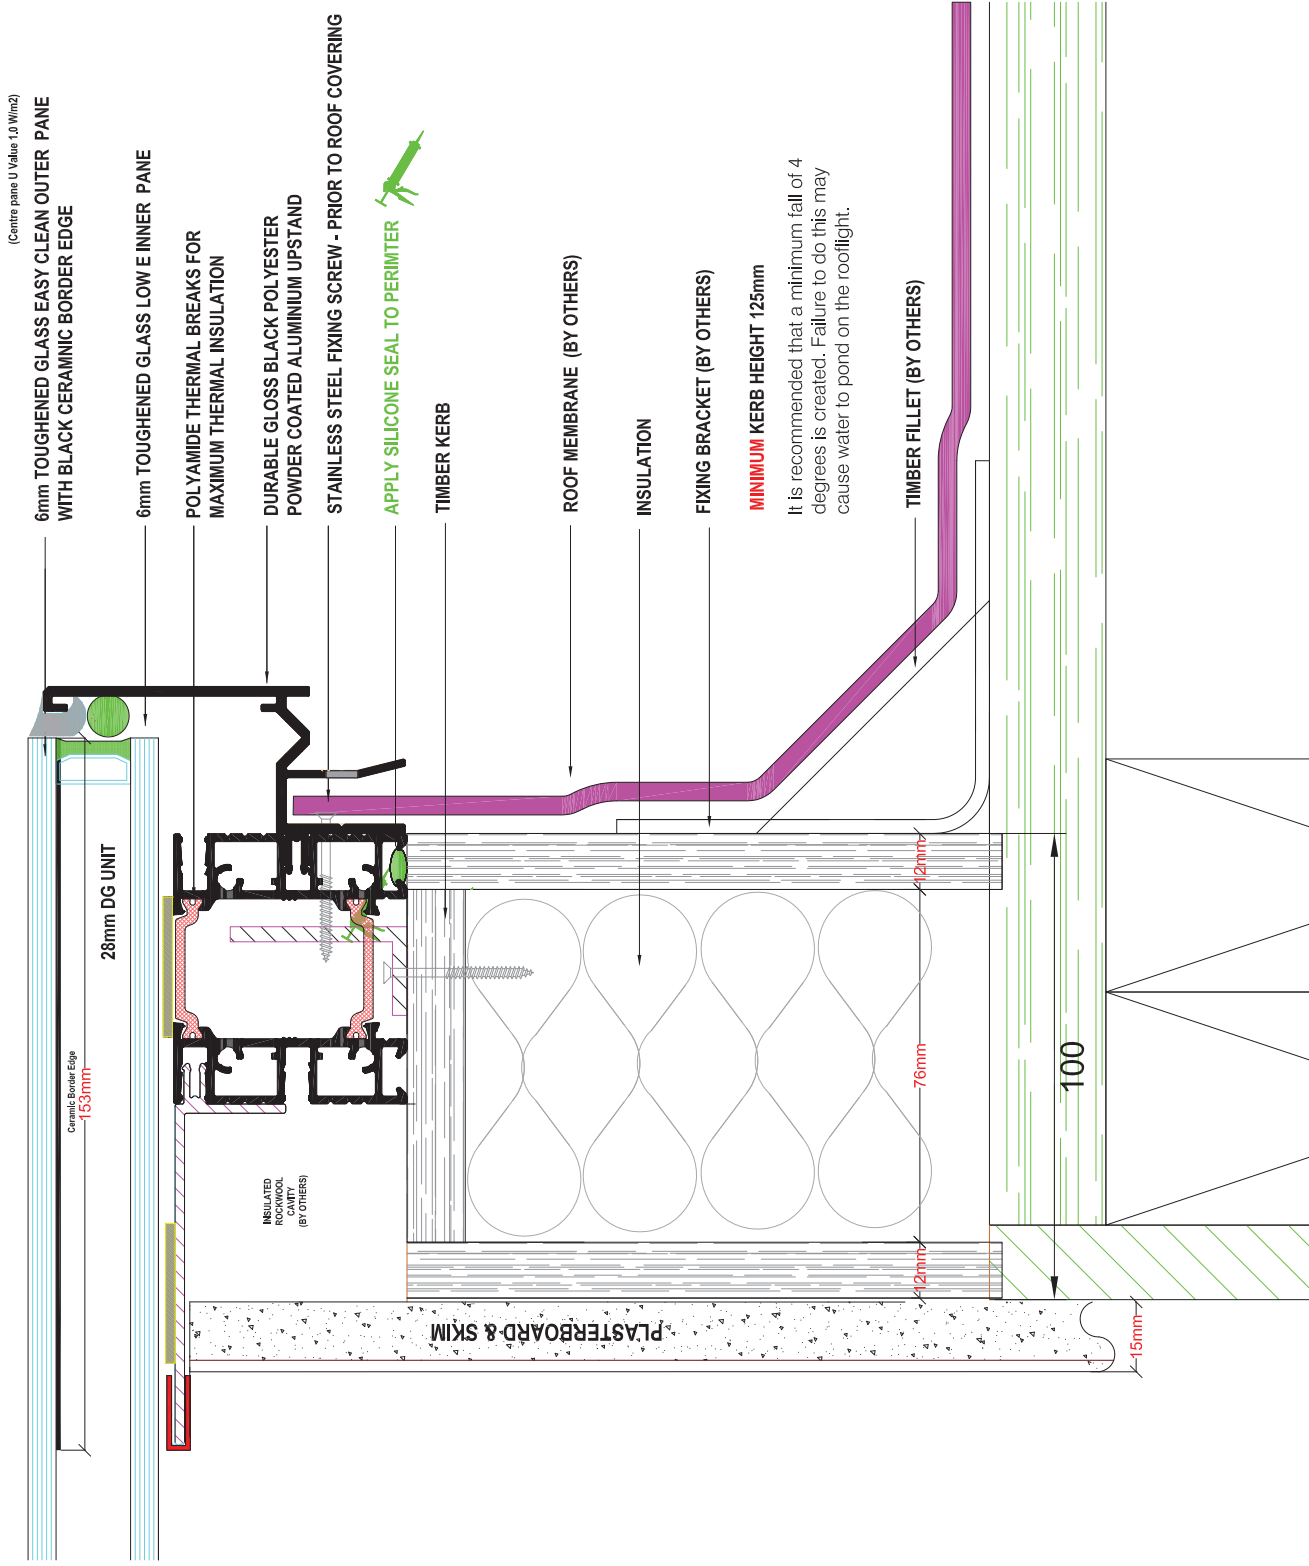 (Centre pane U Value 1.0 W/m2)
6mm TOUGHENED GLASS EASY CLEAN OUTER PANE
WITH BLACK CERAMNIC BORDER EDGE
6mm TOUGHENED GLASS LOW E INNER PANE
POLYAMIDE THERMAL BREAKS FOR
MAXIMUM THERMAL INSULATION
DURABLE GLOSS BLACK POLYESTER
POWDER COATED ALUMINIUM UPSTAND
STAINLESS STEEL FIXING SCREW - PRIOR TO ROOF COVERING
APPLY SILICONE SEAL TO PERIMTER
TIMBER KERB
ROOF MEMBRANE (BY OTHERS)
INSULATION
FIXING BRACKET (BY OTHERS)
MINIMUM KERB HEIGHT 125mm
It is recommended that a minimum fall of 4
degrees is created. Failure to do this may
cause water to pond on the rooflight.
TIMBER FILLET (BY OTHERS)
28mm DG UNIT
Ceramic Border Edge
153mm
INSULATED
ROCKWOOL
CAVITY
(BY OTHERS)
PLASTERBOARD & SKIM
12mm
76mm
12mm
100
15mm